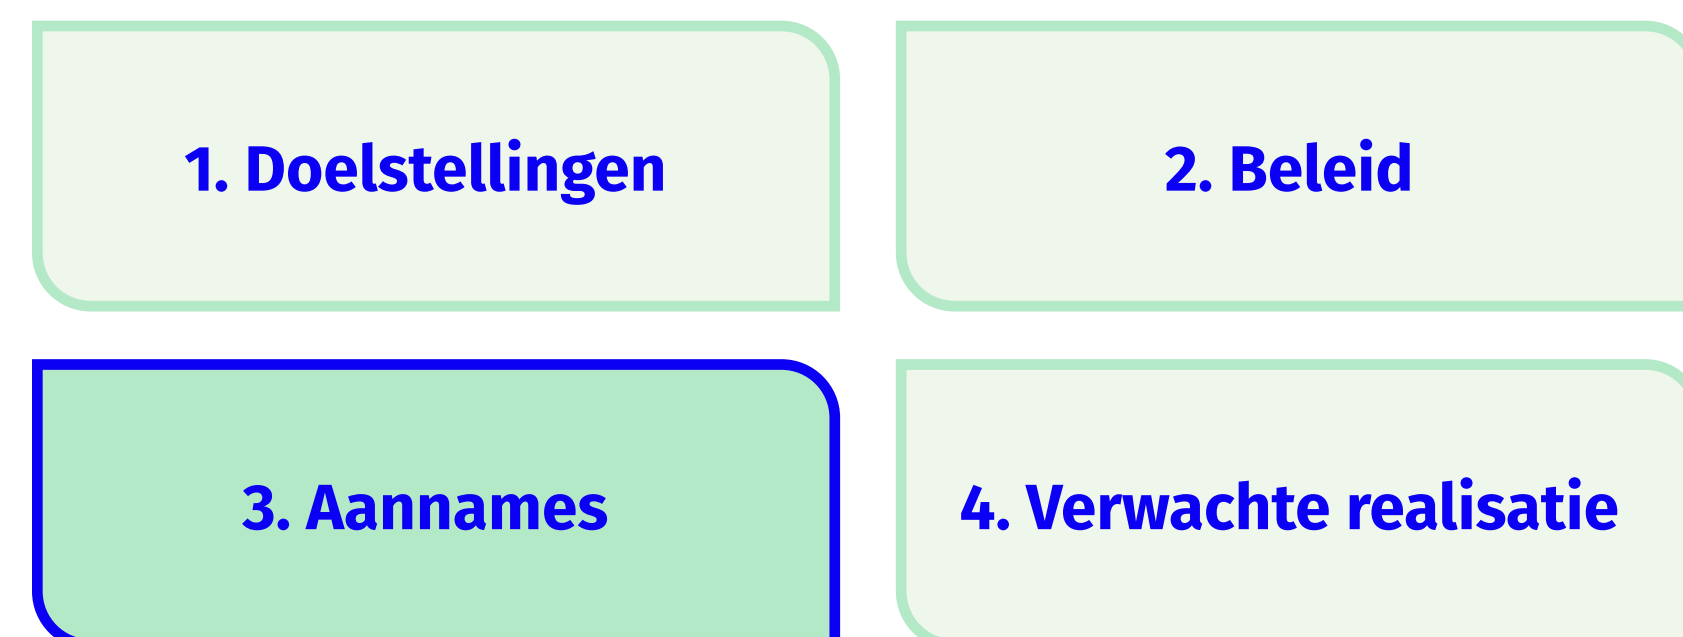 1. Doelstellingen
2. Beleid
3. Aannames
4. Verwachte realisatie